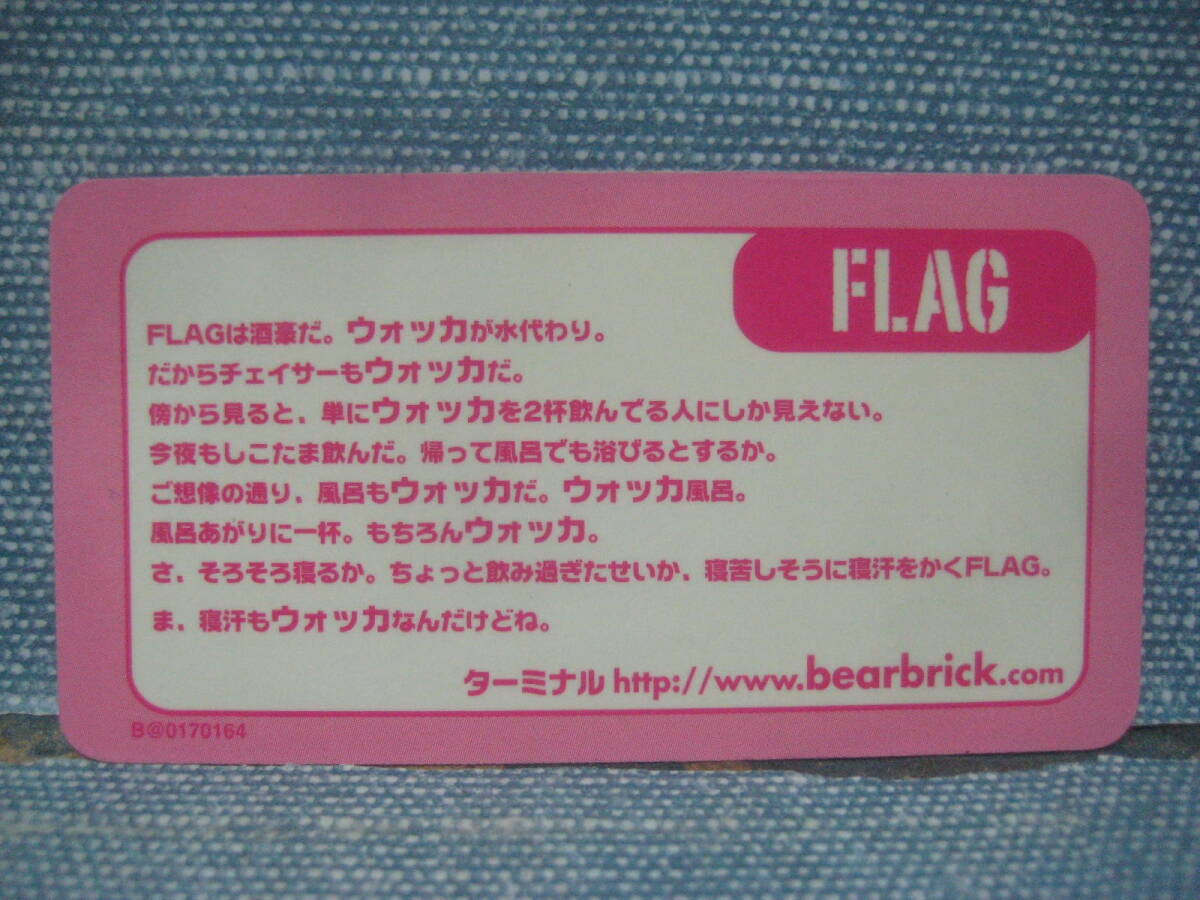 FLAG
FLAGは酒豪だ。ウォッカが水代わり。
だからチェイサーもウォッカだ。
傍から見ると，単にウォッカを2杯飲んでる人にしか見えない。
今夜もしこたま飲んだ。帰って風呂でも浴びるとするか。
ご想像の通り，風呂もウォッカだ。ウォッカ風呂。
風呂あがりに一杯。もちろんウォッカ。
さ，そろそろ寝るか。ちょっと飲み過ぎたせいか，寝苦しそうに寝汗をかくFLAG。
ま，寝汗もウォッカなんだけどね。
ターミナル http://www.bearbrick.com
B@0170164